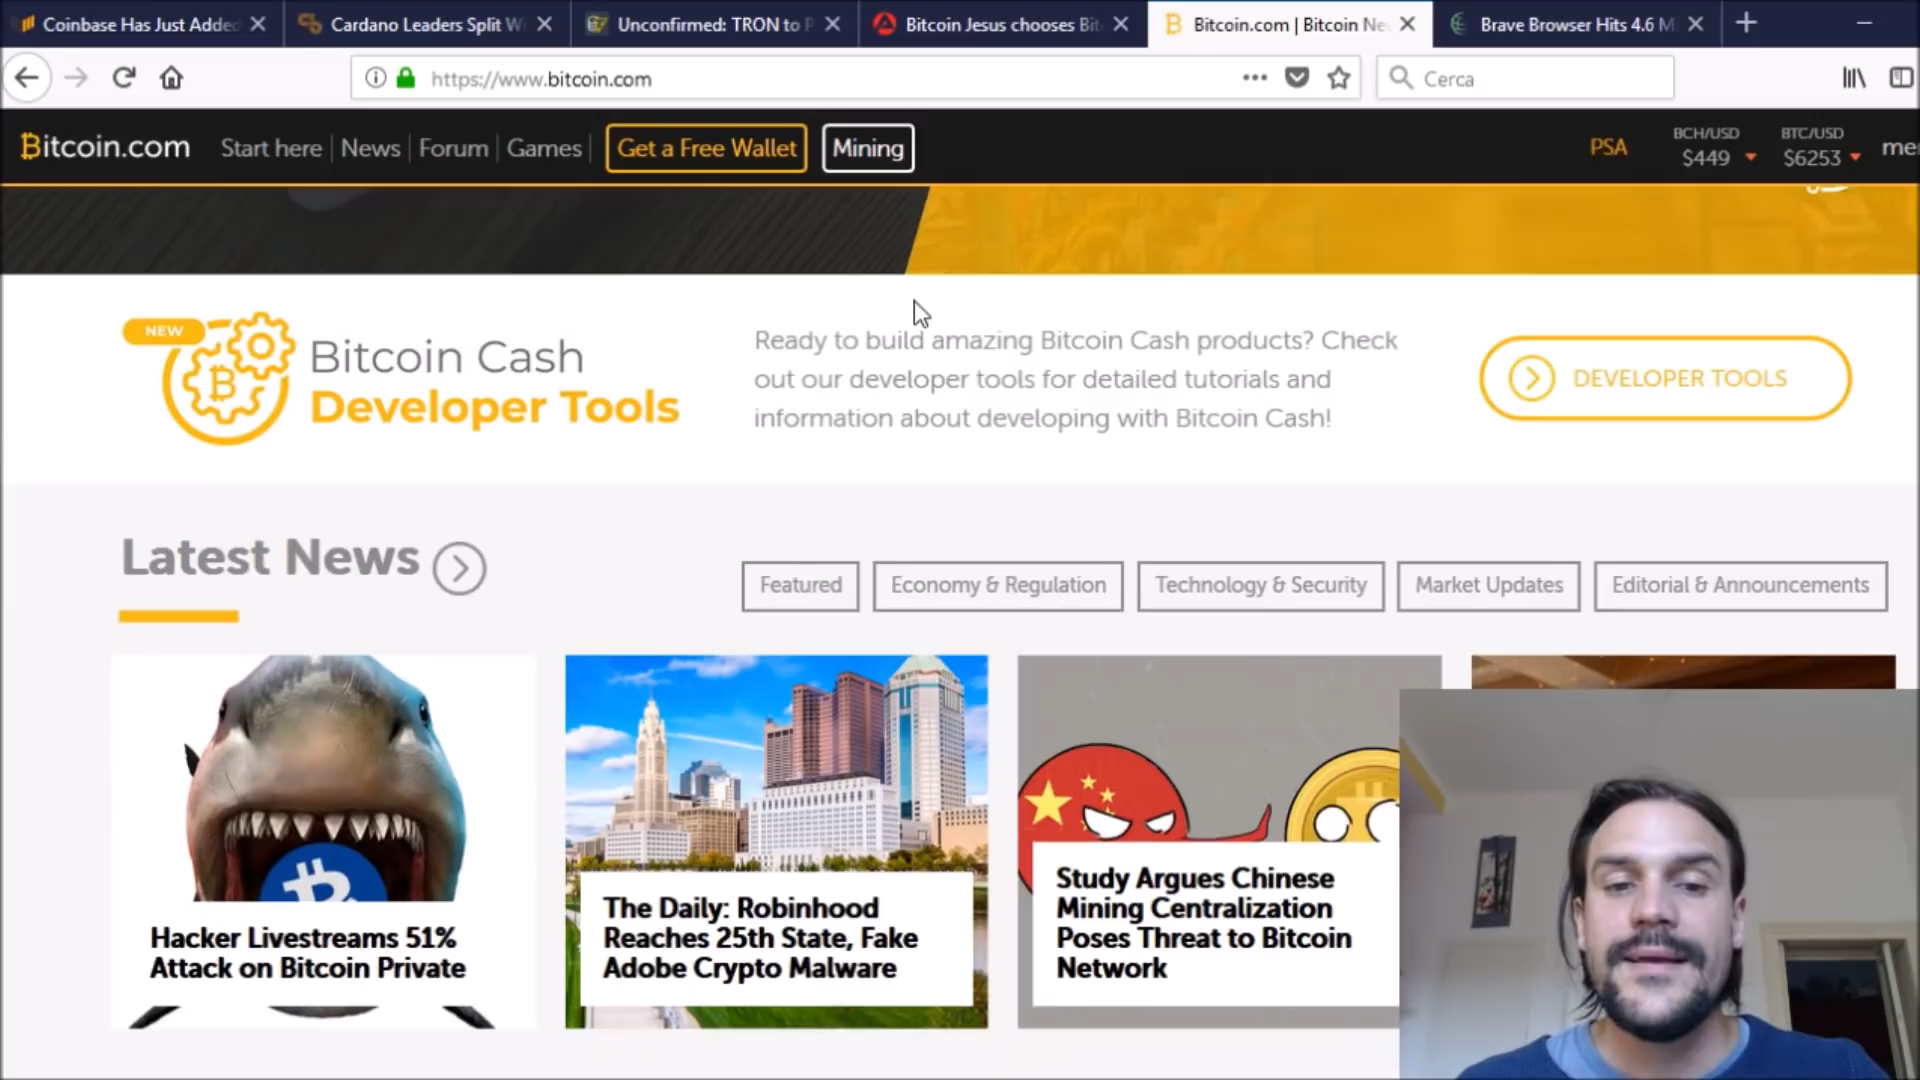 Coinbase Has Just Added
Cardano Leaders Split W
Unconfirmed: TRON to P
Bitcoin Jesus chooses Bit
Bitcoin.com | Bitcoin Ne
Brave Browser Hits 4.6 M
https://www.bitcoin.com
Cerca
Bitcoin.com
Start here
News
Forum
Games
Get a Free Wallet
Mining
PSA
BCH/USD
$449
BTC/USD
$6253
me
NEW
Bitcoin Cash
Developer Tools
Ready to build amazing Bitcoin Cash products? Check
out our developer tools for detailed tutorials and
information about developing with Bitcoin Cash!
DEVELOPER TOOLS
Latest News
Featured
Economy & Regulation
Technology & Security
Market Updates
Editorial & Announcements
Hacker Livestreams 51%
Attack on Bitcoin Private
The Daily: Robinhood
Reaches 25th State, Fake
Adobe Crypto Malware
Study Argues Chinese
Mining Centralization
Poses Threat to Bitcoin
Network